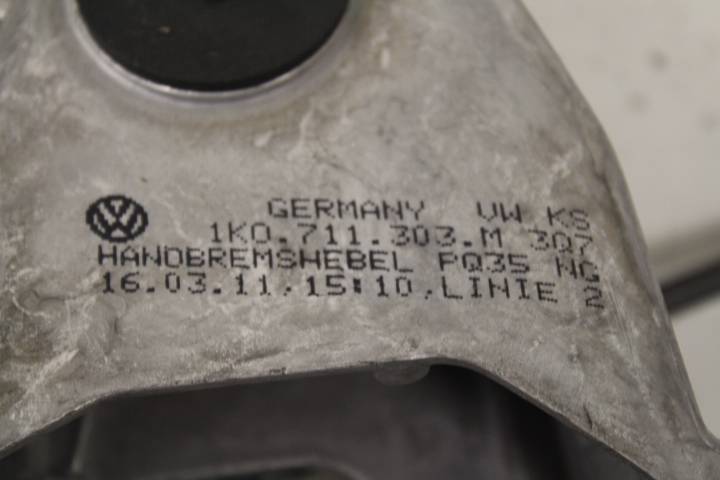 GERMANY VW KS
1K0.711.303.M 3Q7
HANDBREMSHEBEL PQ35 NG
16.03.11,15:10,LINIE 2